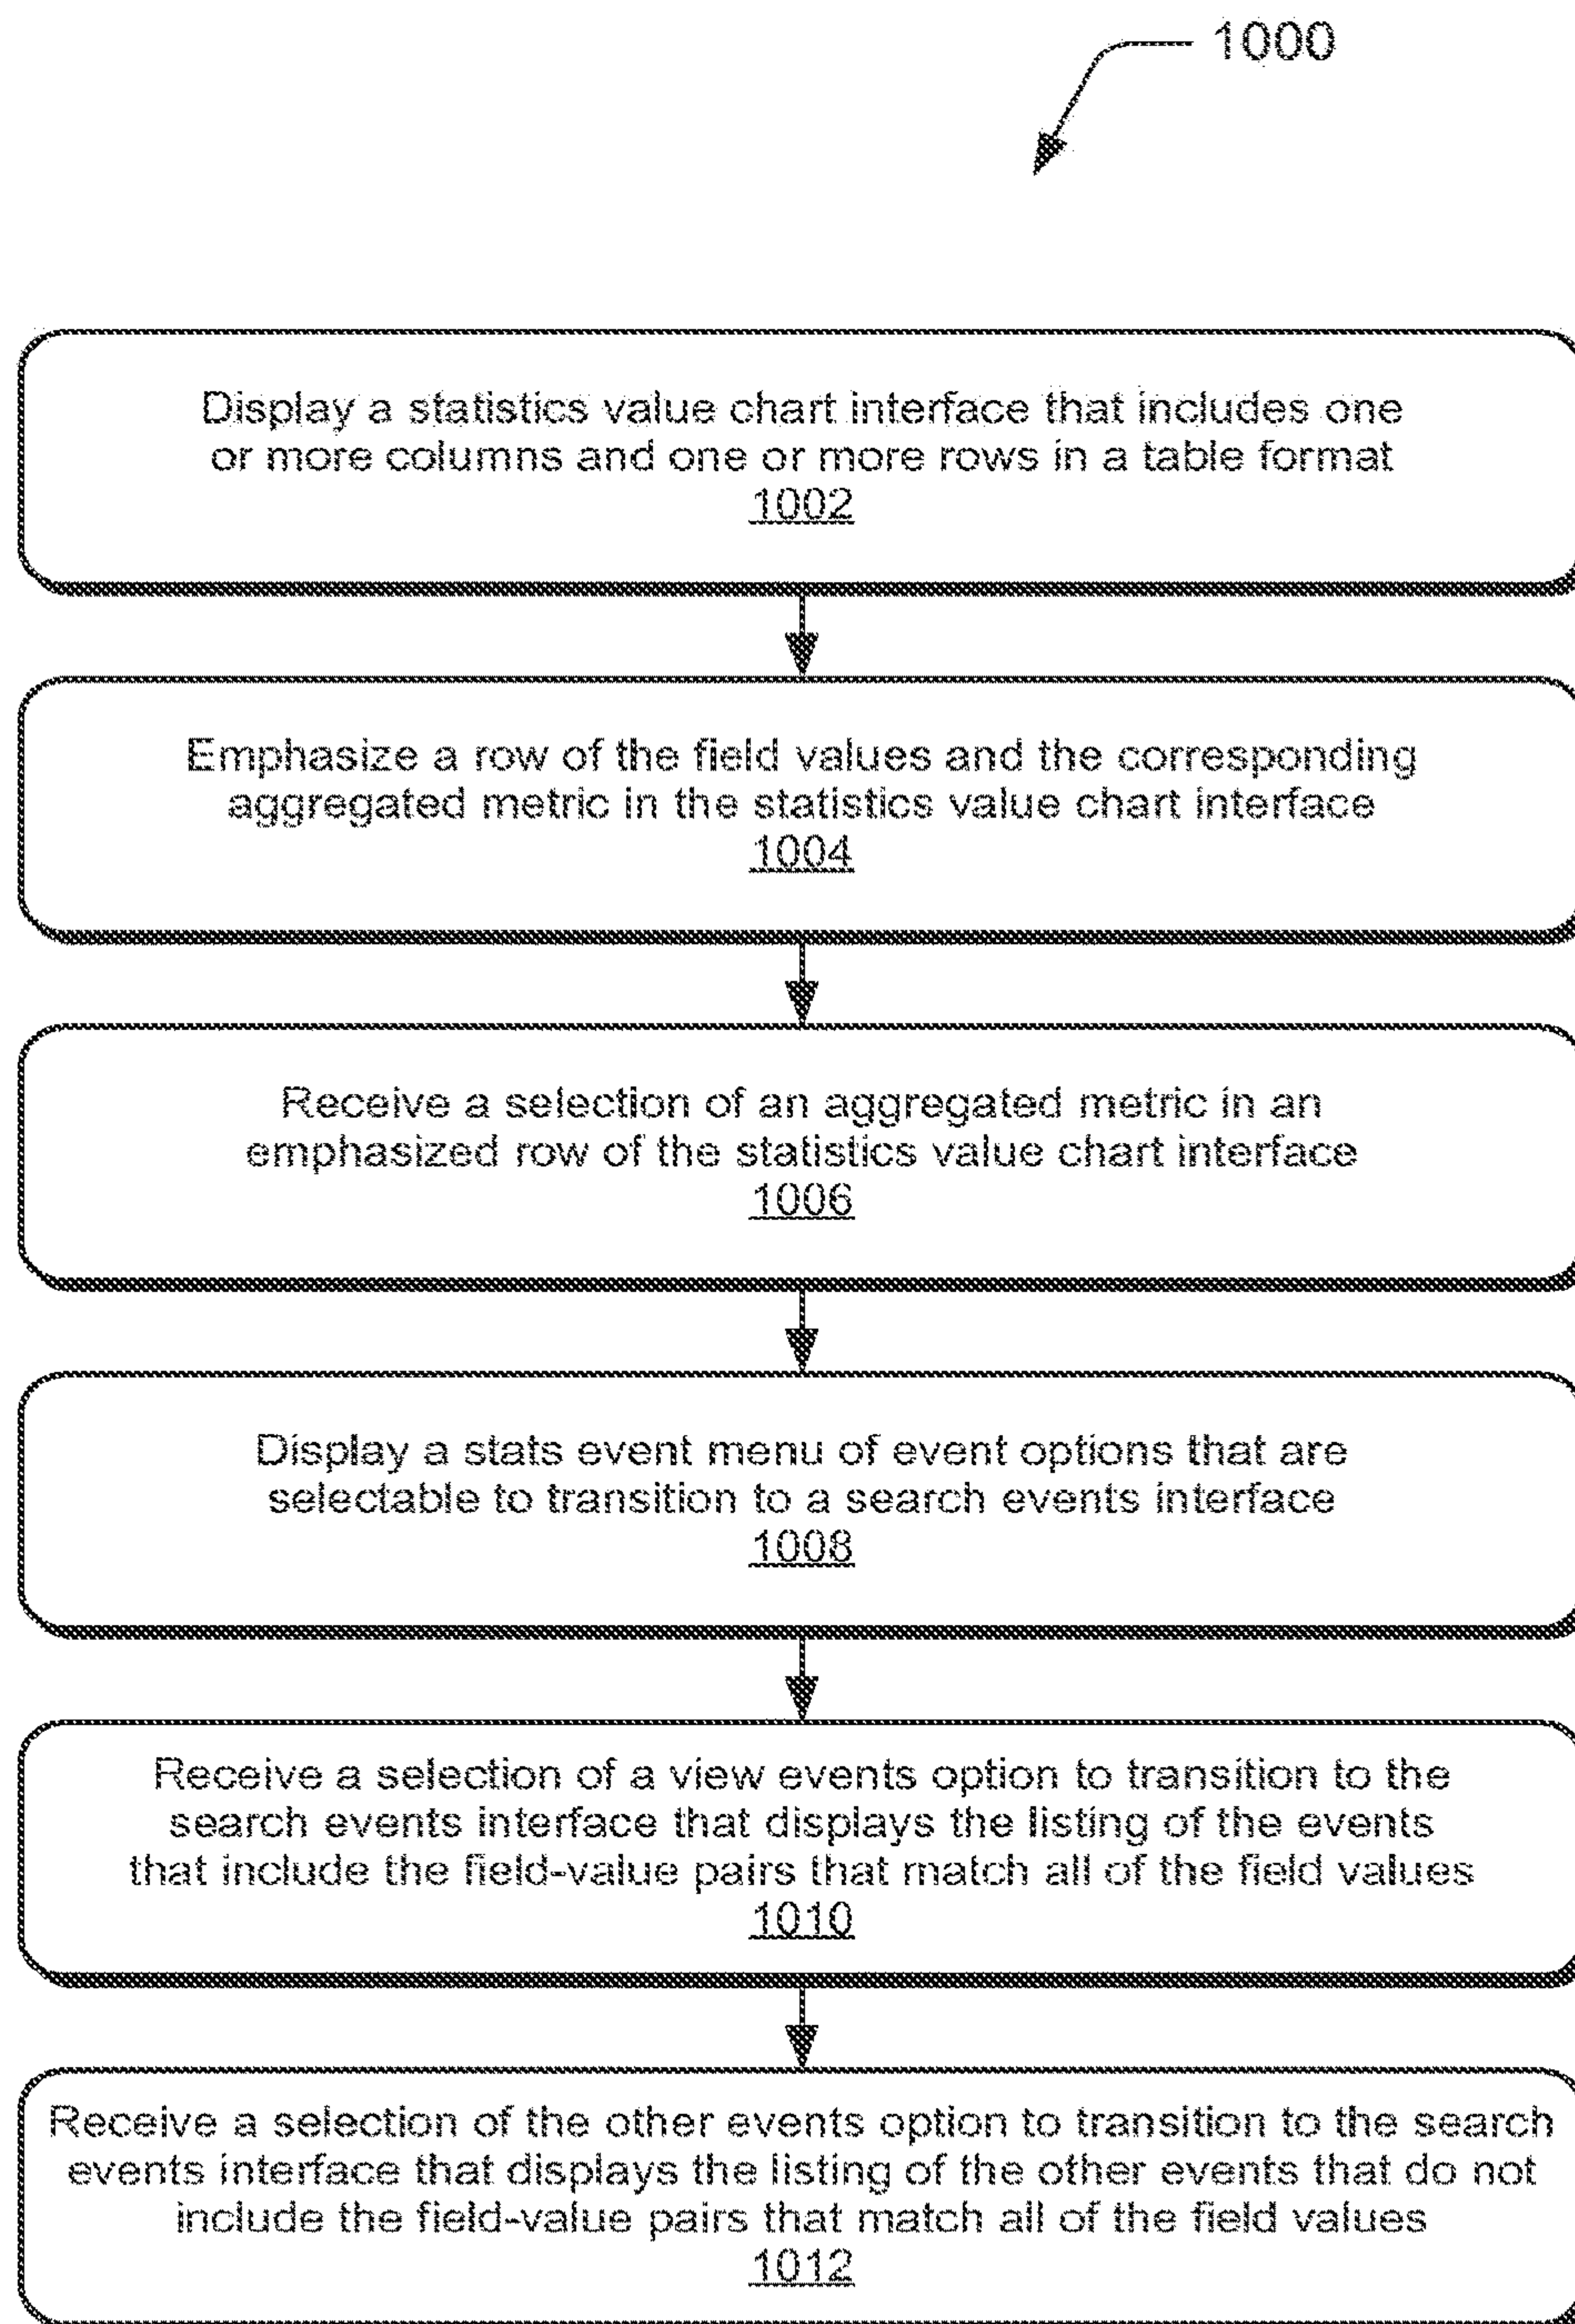 1000
Display a statistics value chart interface that includes one
or more columns and one or more rows in a table format
1002
Emphasize a row of the field values and the corresponding
aggregated metric in the statistics value chart interface
1004
Receive a selection of an aggregated metric in an
emphasized row of the statistics value chart interface
1006
Display a stats event menu of event options that are
selectable to transition to a search events interface
1008
Receive a selection of a view events option to transition to the
search events interface that displays the listing of the events
that include the field-value pairs that match all of the field values
1010
Receive a selection of the other events option to transition to the search
events interface that displays the listing of the other events that do not
include the field-value pairs that match all of the field values
1012